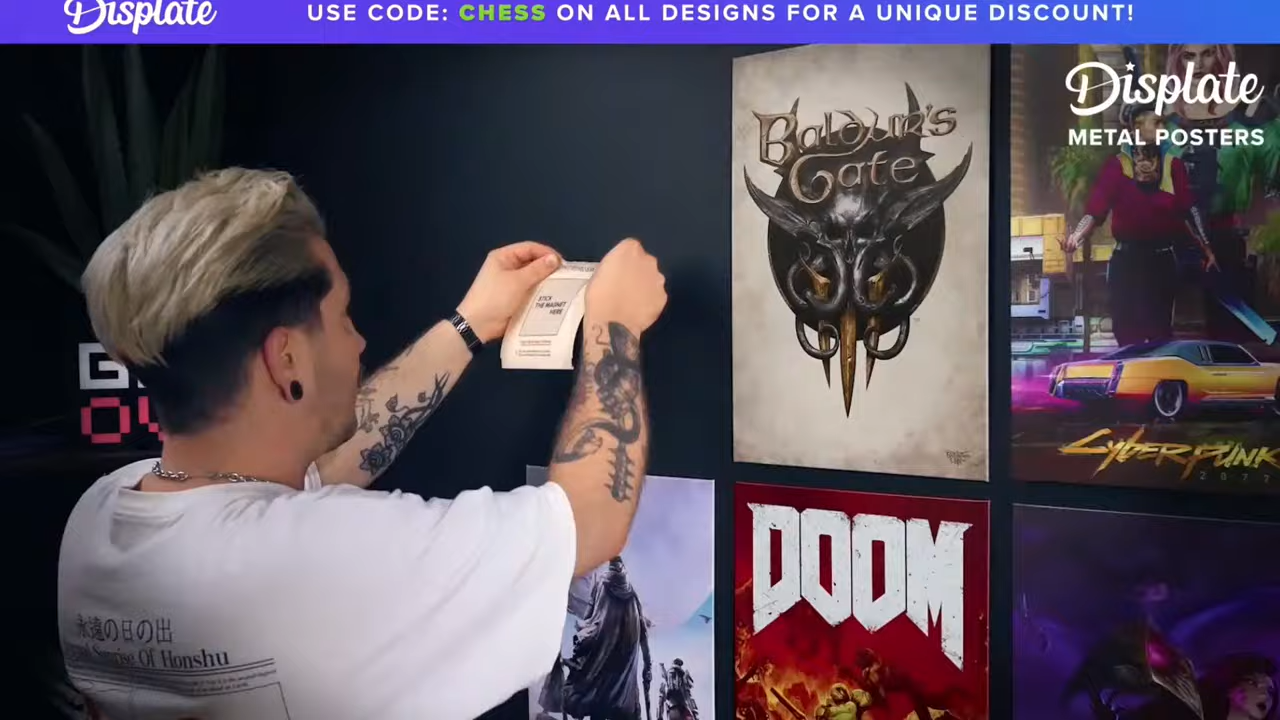 Displate
USE CODE: CHESS ON ALL DESIGNS FOR A UNIQUE DISCOUNT!
Displate
METAL POSTERS
Baldur's
Gate
STICK
THE MAGNET
HERE
CYBERPUNK
2077
DOOM
永遠の日の出
Sunrise Of Honshu